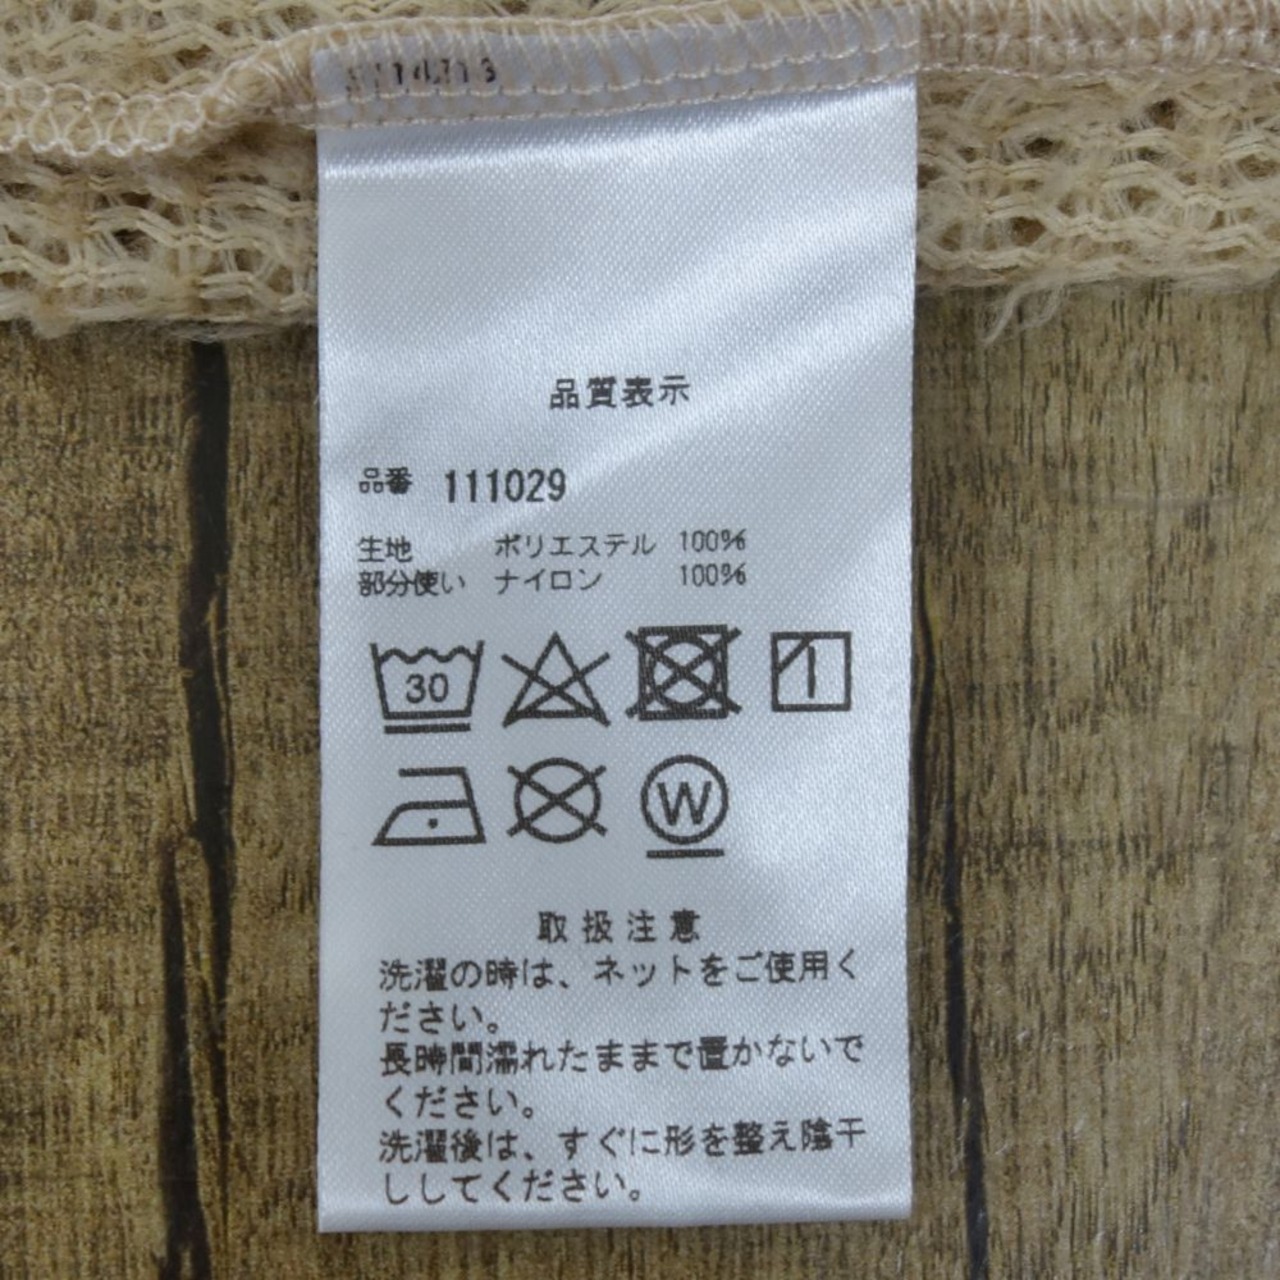 品質表示
品番 111029
生地 ポリエステル 100%
部分使い ナイロン 100%
30
W
取扱注意
洗濯の時は、ネットをご使用く
ださい。
長時間濡れたままで置かないで
ください。
洗濯後は、すぐに形を整え陰干
ししてください。